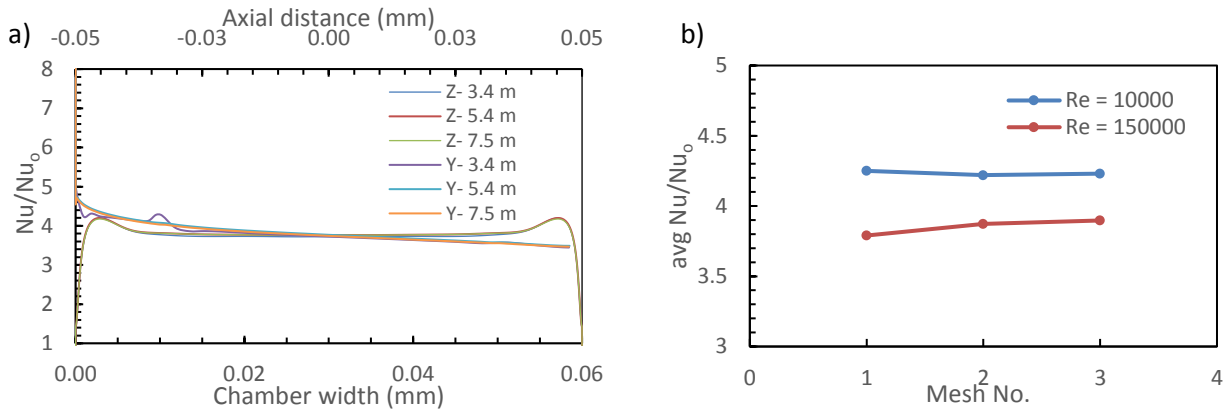 a)
Axial distance (mm)
-0.05 -0.03 0.00 0.03 0.05
8
7
6
5
4
3
2
1
Nu/Nuo
Z- 3.4 m
Z- 5.4 m
Z- 7.5 m
Y- 3.4 m
Y- 5.4 m
Y- 7.5 m
0.00 0.02 0.04 0.06
Chamber width (mm)
b)
5
4.5
4
3.5
3
avg Nu/Nuo
Re = 10000
Re = 150000
0 1 2 3 4
Mesh No.